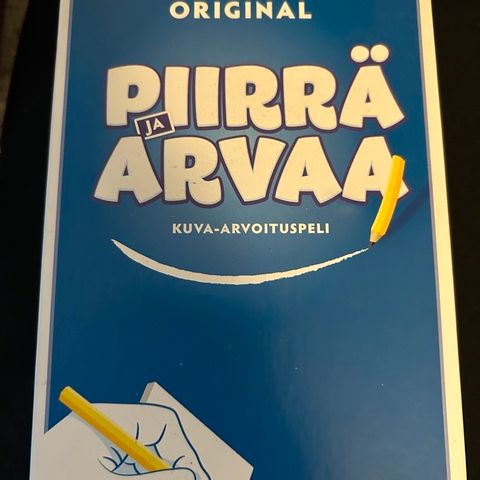 ORIGINAL
PIIRRÄ
JA
ARVAA
KUVA-ARVOITUSPELI